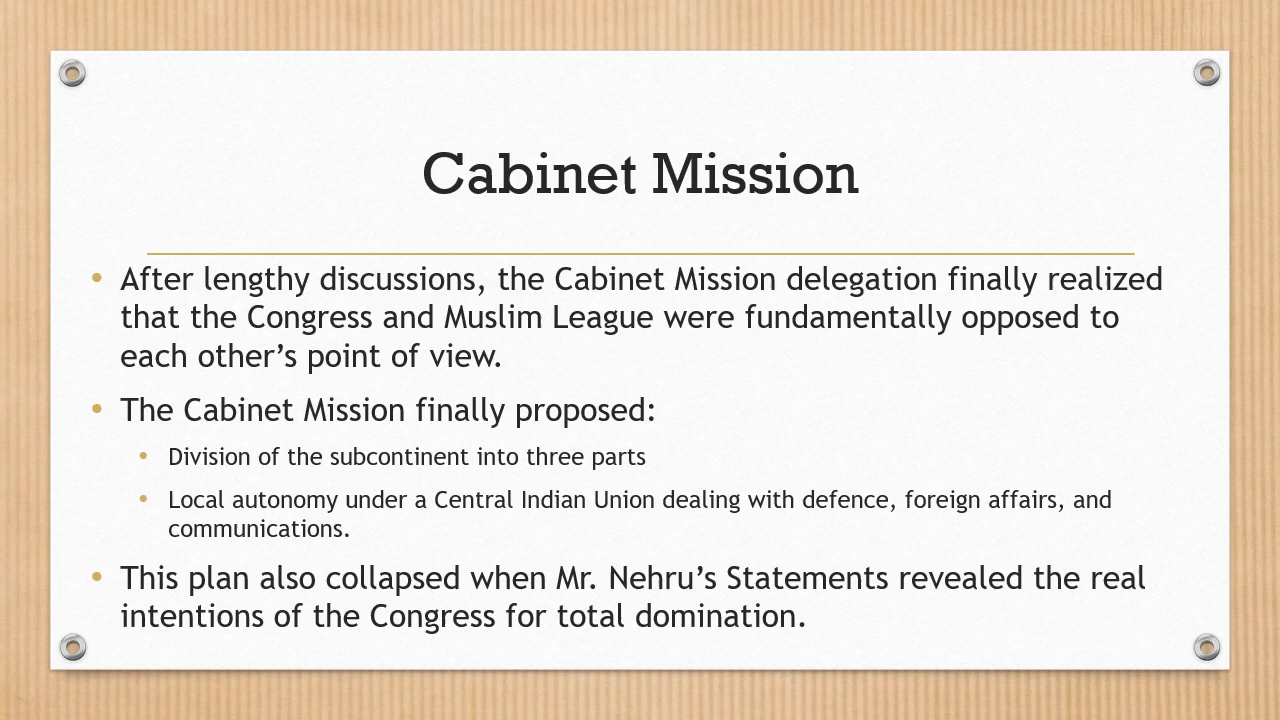 Cabinet Mission
• After lengthy discussions, the Cabinet Mission delegation finally realized
that the Congress and Muslim League were fundamentally opposed to
each other’s point of view.
• The Cabinet Mission finally proposed:
• Division of the subcontinent into three parts
• Local autonomy under a Central Indian Union dealing with defence, foreign affairs, and
communications.
• This plan also collapsed when Mr. Nehru’s Statements revealed the real
intentions of the Congress for total domination.